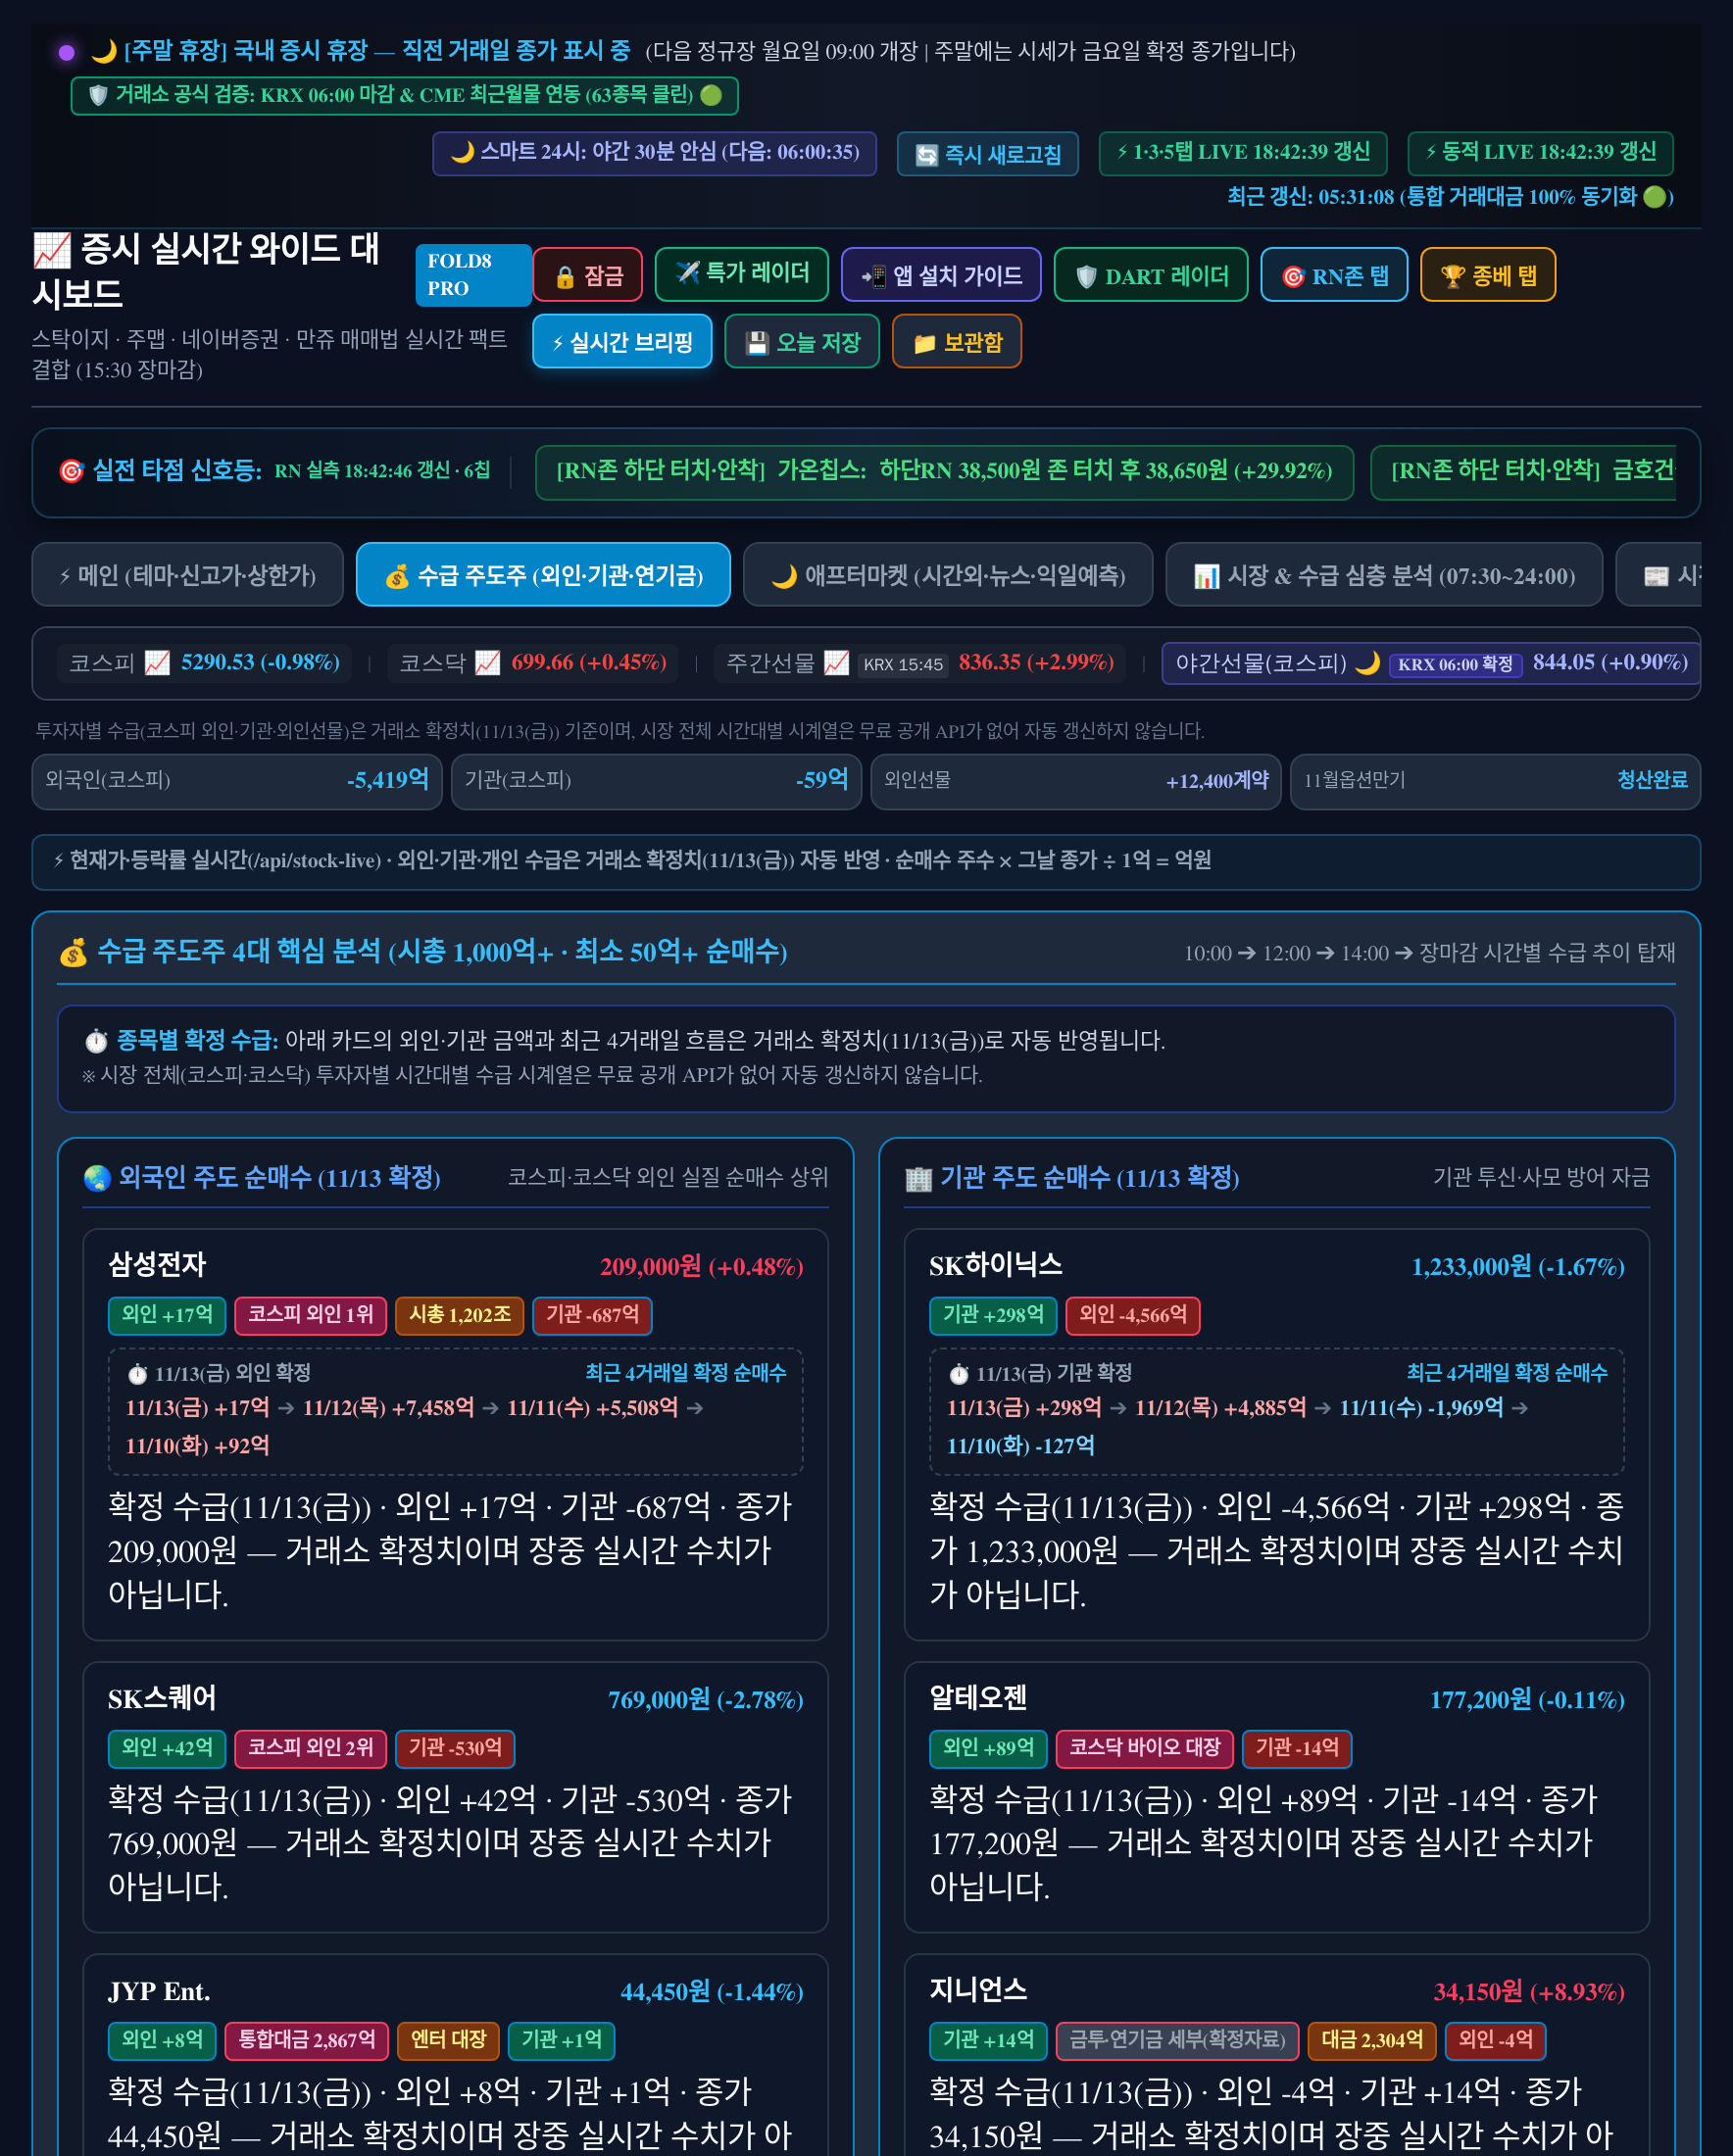 🌙 [주말 휴장] 국내 증시 휴장 — 직전 거래일 종가 표시 중 (다음 정규장 월요일 09:00 개장 | 주말에는 시세가 금요일 확정 종가입니다)
🛡️ 거래소 공식 검증: KRX 06:00 마감 & CME 최근월물 연동 (63종목 클린) 🟢
🌙 스마트 24시: 야간 30분 안심 (다음: 06:00:35) 🔄 즉시 새로고침 ⚡ 1·3·5탭 LIVE 18:42:39 갱신 ⚡ 동적 LIVE 18:42:39 갱신
최근 갱신: 05:31:08 (통합 거래대금 100% 동기화 🟢)
📈 증시 실시간 와이드 대
시보드
FOLD8
PRO
🔒 잠금 ✈️ 특가 레이더 📲 앱 설치 가이드 🛡️ DART 레이더 🎯 RN존 탭 🏆 종베 탭
⚡ 실시간 브리핑 💾 오늘 저장 📁 보관함
스탁이지 · 주맵 · 네이버증권 · 만쥬 매매법 실시간 팩트
결합 (15:30 장마감)
🎯 실전 타점 신호등: RN 실측 18:42:46 갱신 · 6칩 [RN존 하단 터치·안착] 가온칩스: 하단RN 38,500원 존 터치 후 38,650원 (+29.92%) [RN존 하단 터치·안착] 금호건
⚡ 메인 (테마·신고가·상한가) 💰 수급 주도주 (외인·기관·연기금) 🌙 애프터마켓 (시간외·뉴스·익일예측) 📊 시장 & 수급 심층 분석 (07:30~24:00) 📰 시
코스피 📈 5290.53 (-0.98%) 코스닥 📈 699.66 (+0.45%) 주간선물 📈 KRX 15:45 836.35 (+2.99%) 야간선물(코스피) 🌙 KRX 06:00 확정 844.05 (+0.90%)
투자자별 수급(코스피 외인·기관·외인선물)은 거래소 확정치(11/13(금)) 기준이며, 시장 전체 시간대별 시계열은 무료 공개 API가 없어 자동 갱신하지 않습니다.
외국인(코스피) -5,419억 기관(코스피) -59억 외인선물 +12,400계약 11월옵션만기 청산완료
⚡ 현재가·등락률 실시간(/api/stock-live) · 외인·기관·개인 수급은 거래소 확정치(11/13(금)) 자동 반영 · 순매수 주수 × 그날 종가 ÷ 1억 = 억원
💰 수급 주도주 4대 핵심 분석 (시총 1,000억+ · 최소 50억+ 순매수) 10:00 ➔ 12:00 ➔ 14:00 ➔ 장마감 시간별 수급 추이 탑재
⏱️ 종목별 확정 수급: 아래 카드의 외인·기관 금액과 최근 4거래일 흐름은 거래소 확정치(11/13(금))로 자동 반영됩니다.
※ 시장 전체(코스피·코스닥) 투자자별 시간대별 수급 시계열은 무료 공개 API가 없어 자동 갱신하지 않습니다.
🌏 외국인 주도 순매수 (11/13 확정) 코스피·코스닥 외인 실질 순매수 상위
삼성전자 209,000원 (+0.48%)
외인 +17억 코스피 외인 1위 시총 1,202조 기관 -687억
⏱️ 11/13(금) 외인 확정 최근 4거래일 확정 순매수
11/13(금) +17억 ➔ 11/12(목) +7,458억 ➔ 11/11(수) +5,508억 ➔
11/10(화) +92억
확정 수급(11/13(금)) · 외인 +17억 · 기관 -687억 · 종가
209,000원 — 거래소 확정치이며 장중 실시간 수치가
아닙니다.
SK스퀘어 769,000원 (-2.78%)
외인 +42억 코스피 외인 2위 기관 -530억
확정 수급(11/13(금)) · 외인 +42억 · 기관 -530억 · 종가
769,000원 — 거래소 확정치이며 장중 실시간 수치가
아닙니다.
JYP Ent. 44,450원 (-1.44%)
외인 +8억 통합대금 2,867억 엔터 대장 기관 +1억
확정 수급(11/13(금)) · 외인 +8억 · 기관 +1억 · 종가
44,450원 — 거래소 확정치이며 장중 실시간 수치가 아
🏢 기관 주도 순매수 (11/13 확정) 기관 투신·사모 방어 자금
SK하이닉스 1,233,000원 (-1.67%)
기관 +298억 외인 -4,566억
⏱️ 11/13(금) 기관 확정 최근 4거래일 확정 순매수
11/13(금) +298억 ➔ 11/12(목) +4,885억 ➔ 11/11(수) -1,969억 ➔
11/10(화) -127억
확정 수급(11/13(금)) · 외인 -4,566억 · 기관 +298억 · 종
가 1,233,000원 — 거래소 확정치이며 장중 실시간 수치
가 아닙니다.
알테오젠 177,200원 (-0.11%)
외인 +89억 코스닥 바이오 대장 기관 -14억
확정 수급(11/13(금)) · 외인 +89억 · 기관 -14억 · 종가
177,200원 — 거래소 확정치이며 장중 실시간 수치가
아닙니다.
지니언스 34,150원 (+8.93%)
기관 +14억 금투·연기금 세부(확정자료) 대금 2,304억 외인 -4억
확정 수급(11/13(금)) · 외인 -4억 · 기관 +14억 · 종가
34,150원 — 거래소 확정치이며 장중 실시간 수치가 아